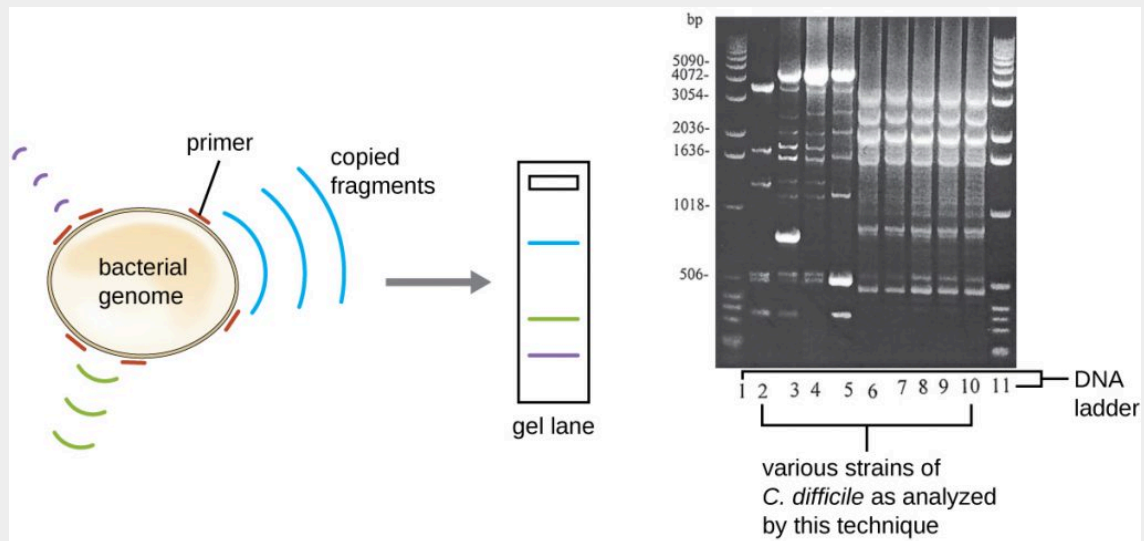 primer
copied
fragments
bacterial
genome
gel lane
bp
5090-
4072-
3054-
2036-
1636-
1018-
506-
1 2 3 4 5 6 7 8 9 10 11
DNA
ladder
various strains of
C. difficile as analyzed
by this technique